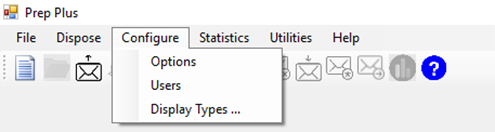 Prep Plus
File Dispose Configure Statistics Utilities Help
Options
Users
Display Types ...
?